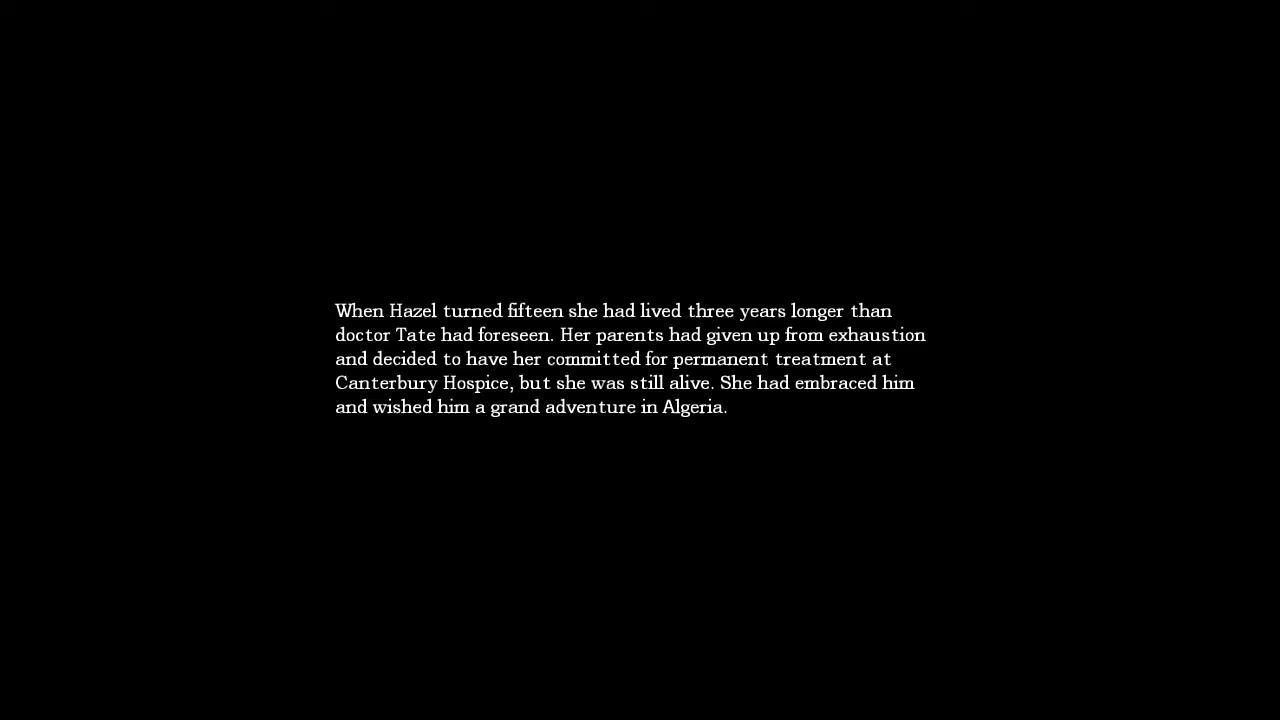 When Hazel turned fifteen she had lived three years longer than
doctor Tate had foreseen. Her parents had given up from exhaustion
and decided to have her committed for permanent treatment at
Canterbury Hospice, but she was still alive. She had embraced him
and wished him a grand adventure in Algeria.